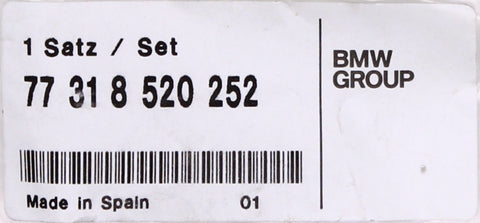 1 Satz / Set
77 31 8 520 252
Made in Spain 01
BMW
GROUP